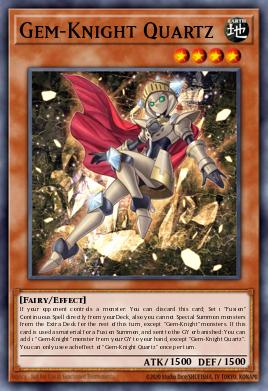 GEM-KNIGHT QUARTZ
EARTH
地
[FAIRY/EFFECT]
If your opponent controls a monster: You can discard this card; Set 1 "Fusion"
Continuous Spell directly from your Deck, also you cannot Special Summon monsters
from the Extra Deck for the rest of this turn, except "Gem-Knight" monsters. If this
card is used as material for a Fusion Summon, and sent to the GY or banished: You can
add 1 "Gem-Knight" monster from your GY to your hand, except "Gem-Knight Quartz".
You can only use each effect of "Gem-Knight Quartz" once per turn.
ATK/1500 DEF/1500
©2020 Studio Dice/SHUEISHA, TV TOKYO, KONAMI